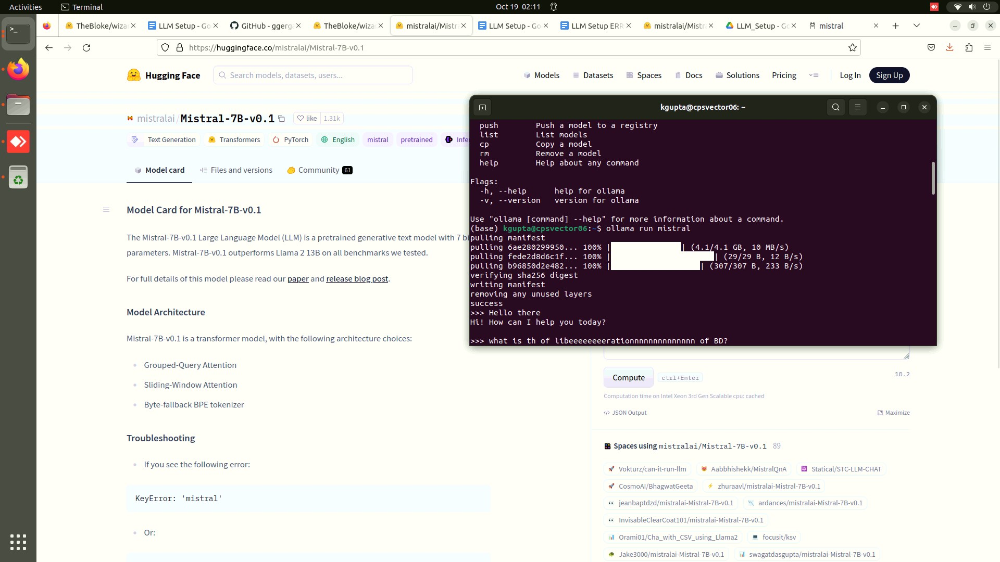 Activities
Terminal
Oct 19 02:11
TheBloke/wiza
LLM Setup - Go
GitHub - ggerga
TheBloke/wiza
mistralai/Mistra
LLM Setup - Go
LLM Setup ERR
mistralai/Mistra
LLM_Setup - Go
mistral
https://huggingface.co/mistralai/Mistral-7B-v0.1
Hugging Face
Search models, datasets, users...
Models
Datasets
Spaces
Docs
Solutions
Pricing
Log In
Sign Up
mistralai/Mistral-7B-v0.1
like 1.31k
Text Generation
Transformers
PyTorch
English
mistral
pretrained
Infer
Model card
Files and versions
Community 61
Model Card for Mistral-7B-v0.1
The Mistral-7B-v0.1 Large Language Model (LLM) is a pretrained generative text model with 7 bi
parameters. Mistral-7B-v0.1 outperforms Llama 2 13B on all benchmarks we tested.
For full details of this model please read our paper and release blog post.
Model Architecture
Mistral-7B-v0.1 is a transformer model, with the following architecture choices:
Grouped-Query Attention
Sliding-Window Attention
Byte-fallback BPE tokenizer
Troubleshooting
If you see the following error:
KeyError: 'mistral'
Or:
kgupta@cpsvector06: ~
push Push a model to a registry
list List models
cp Copy a model
rm Remove a model
help Help about any command
Flags:
-h, --help help for ollama
-v, --version version for ollama
Use "ollama [command] --help" for more information about a command.
(base) kgupta@cpsvector06:~$ ollama run mistral
pulling manifest
pulling 6ae280299950... 100% | | (4.1/4.1 GB, 10 MB/s)
pulling fede2d8d6c1f... 100% | | (29/29 B, 12 B/s)
pulling b96850d2e482... 100% | | (307/307 B, 233 B/s)
verifying sha256 digest
writing manifest
removing any unused layers
success
>>> Hello there
Hi! How can I help you today?
>>> what is th of libeeeeeeeerationnnnnnnnnnnnnn of BD?
Compute
ctrl+Enter
10.2
Computation time on Intel Xeon 3rd Gen Scalable cpu: cached
</> JSON Output
Maximize
Spaces using mistralai/Mistral-7B-v0.1 89
Vokturz/can-it-run-llm
Aabbhishekk/MistralQnA
Statical/STC-LLM-CHAT
CosmoAI/BhagwatGeeta
zhuraavl/mistralai-Mistral-7B-v0.1
jeanbaptdzd/mistralai-Mistral-7B-v0.1
ardances/mistralai-Mistral-7B-v0.1
InvisableClearCoat101/mistralai-Mistral-7B-v0.1
Orami01/Cha_with_CSV_using_Llama2
focusit/ksv
Jake3000/mistralai-Mistral-7B-v0.1
swagatdasgupta/mistralai-Mistral-7B-v0.1